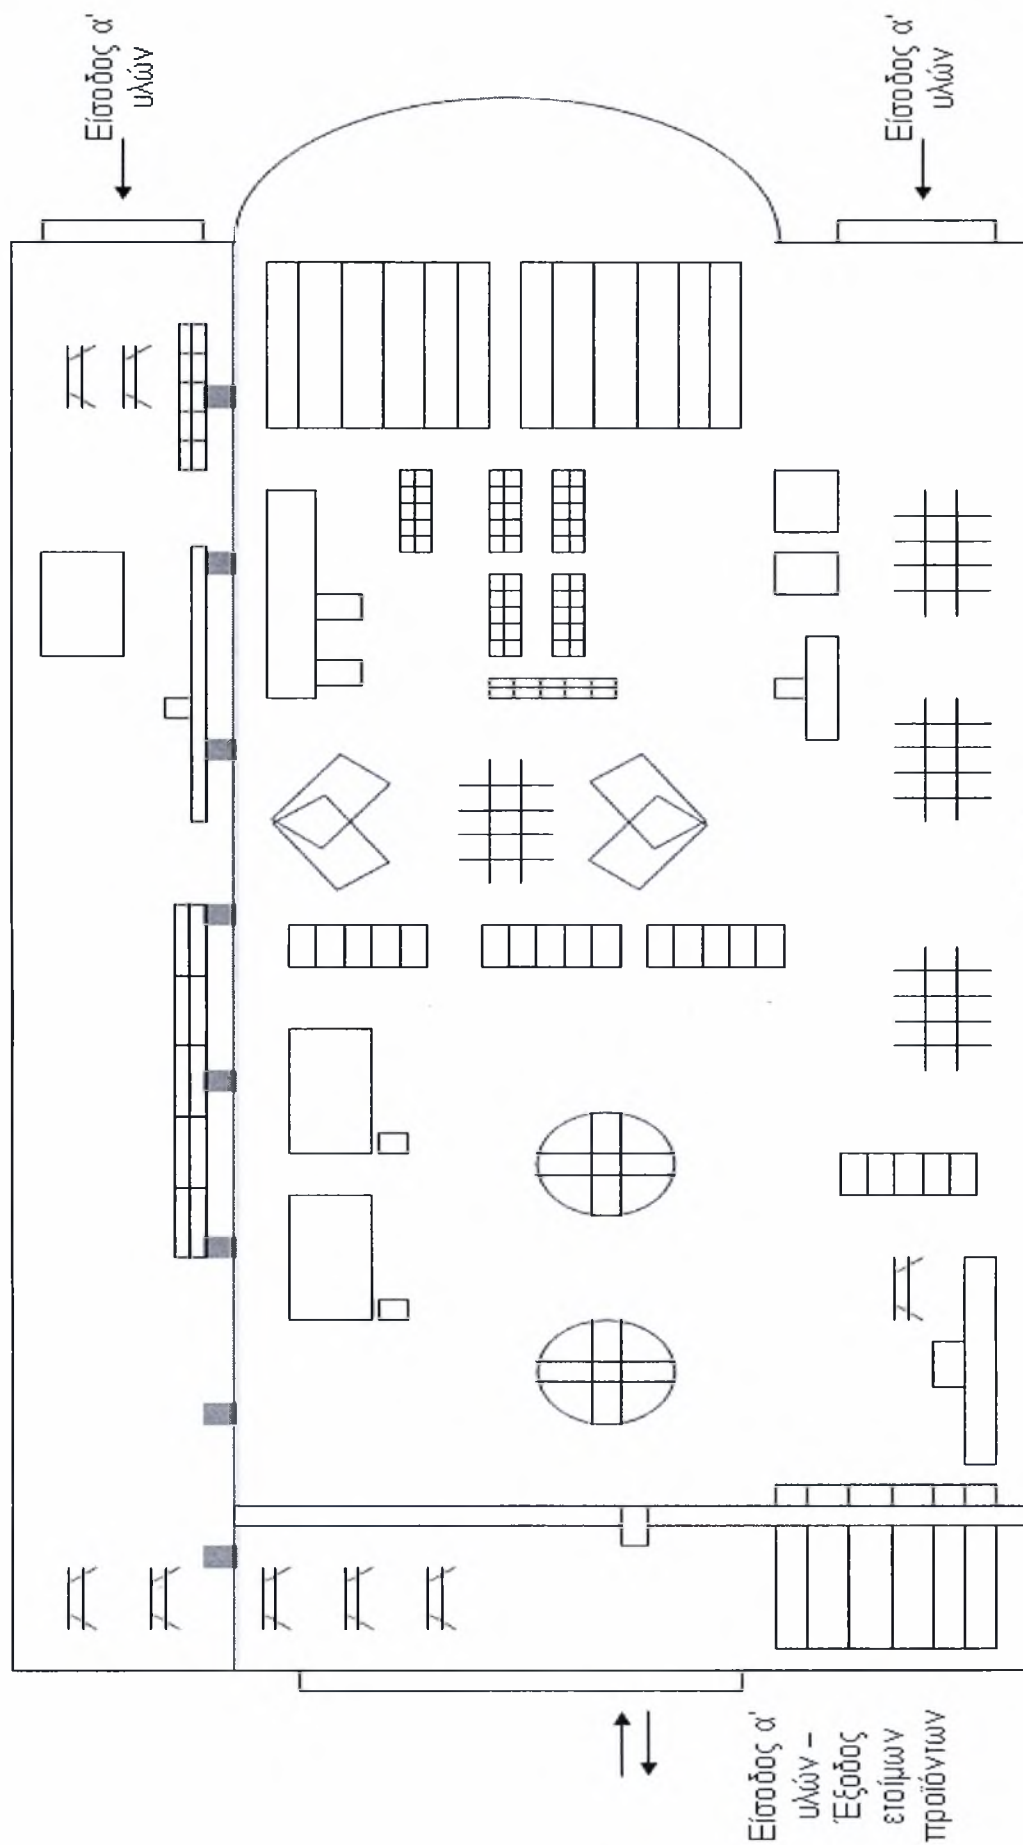 Είσοδος α'
υλών
Είσοδος α'
υλών
Είσοδος α'
υλών –
Έξοδος
ετοίμων
προϊόντων